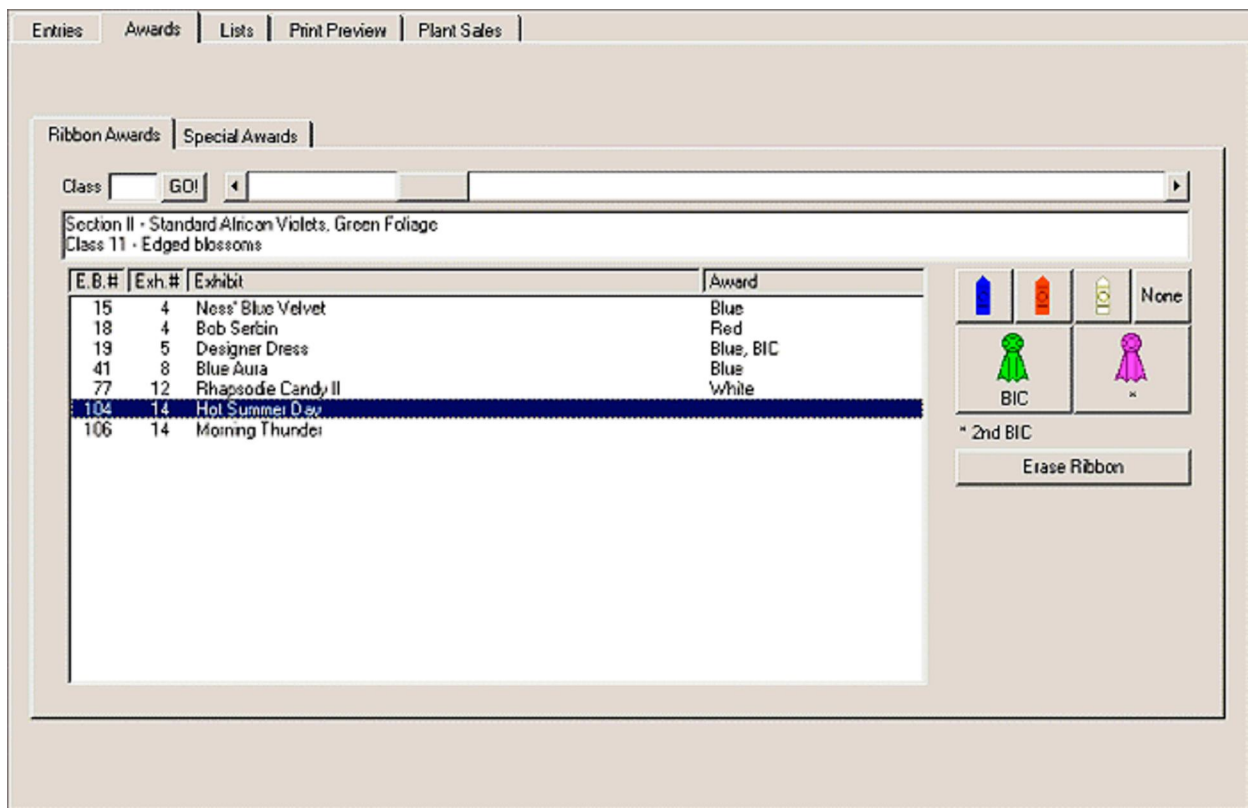 Entries Awards Lists Print Preview Plant Sales
Ribbon Awards Special Awards
Class GO!
Section II - Standard African Violets, Green Foliage
Class 11 - Edged blossoms
E.B.# Exh.# Exhibit Award
15 4 Ness' Blue Velvet Blue
18 4 Bob Serbin Red
19 5 Designer Dress Blue, BIC
41 8 Blue Aura Blue
77 12 Rhapsodie Candy II White
104 14 Hot Summer Day
106 14 Morning Thunder
None
BIC *
* 2nd BIC
Erase Ribbon